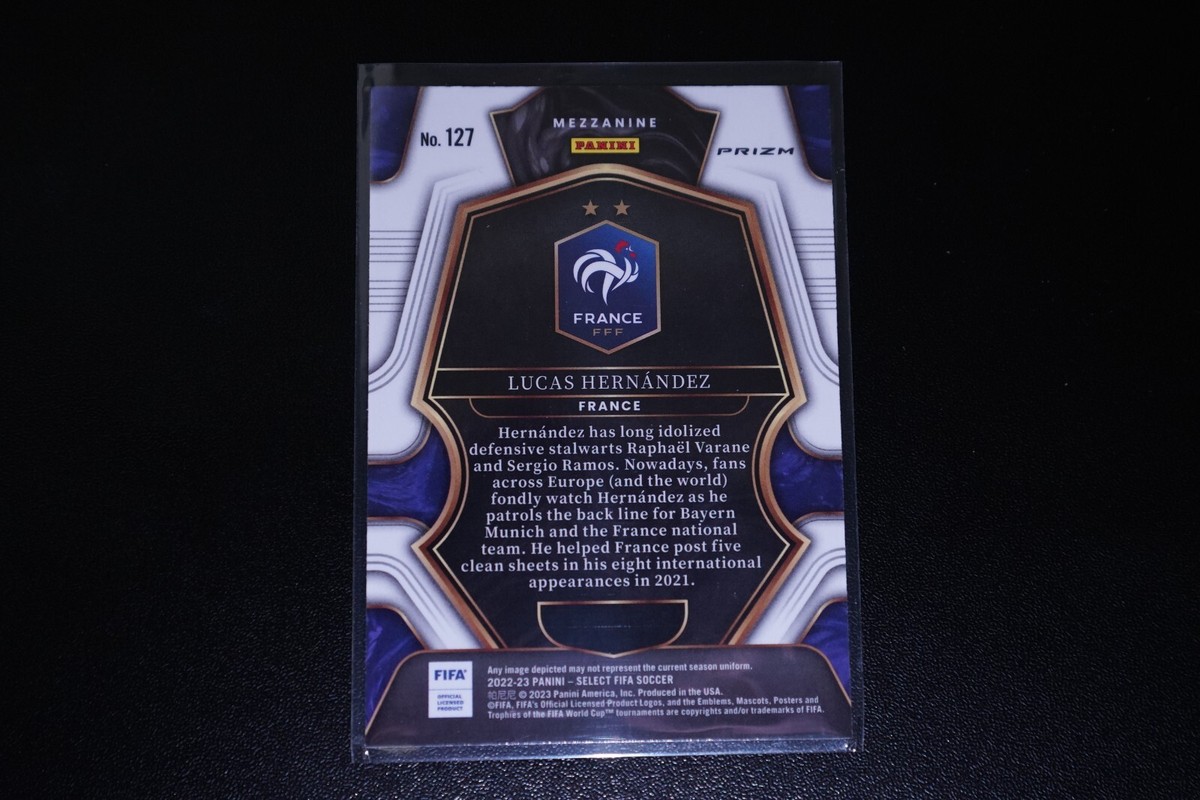 MEZZANINE
No. 127
PANINI
PRIZM
FRANCE
FFF
LUCAS HERNÁNDEZ
FRANCE
Hernández has long idolized
defensive stalwarts Raphaël Varane
and Sergio Ramos. Nowadays, fans
across Europe (and the world)
fondly watch Hernández as he
patrols the back line for Bayern
Munich and the France national
team. He helped France post five
clean sheets in his eight international
appearances in 2021.
FIFA®
OFFICIAL
LICENSED
PRODUCT
Any image depicted may not represent the current season uniform.
2022-23 PANINI – SELECT FIFA SOCCER
帕尼尼 © 2023 Panini America, Inc. Produced in the USA.
©FIFA, FIFA's Official Licensed Product Logos, and the Emblems, Mascots, Posters and
Trophies of the FIFA World Cup™ tournaments are copyrights and/or trademarks of FIFA.